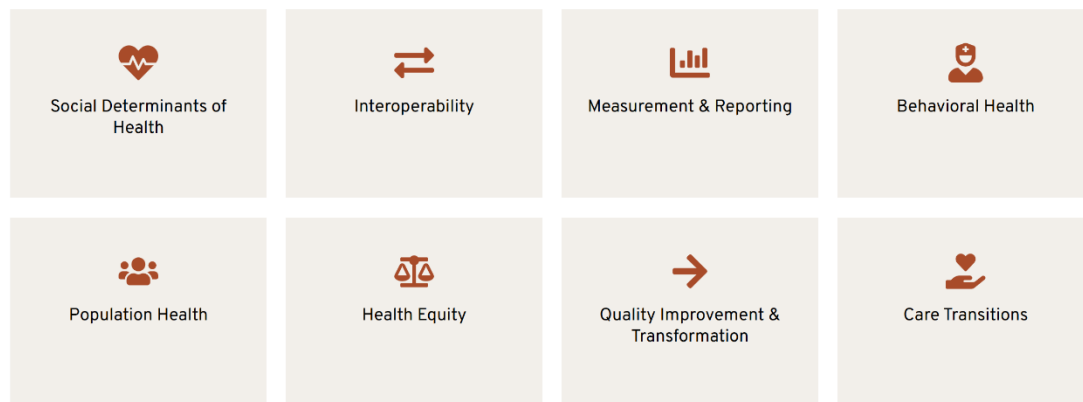 Social Determinants of
Health
Interoperability
Measurement & Reporting
Behavioral Health
Population Health
Health Equity
Quality Improvement &
Transformation
Care Transitions